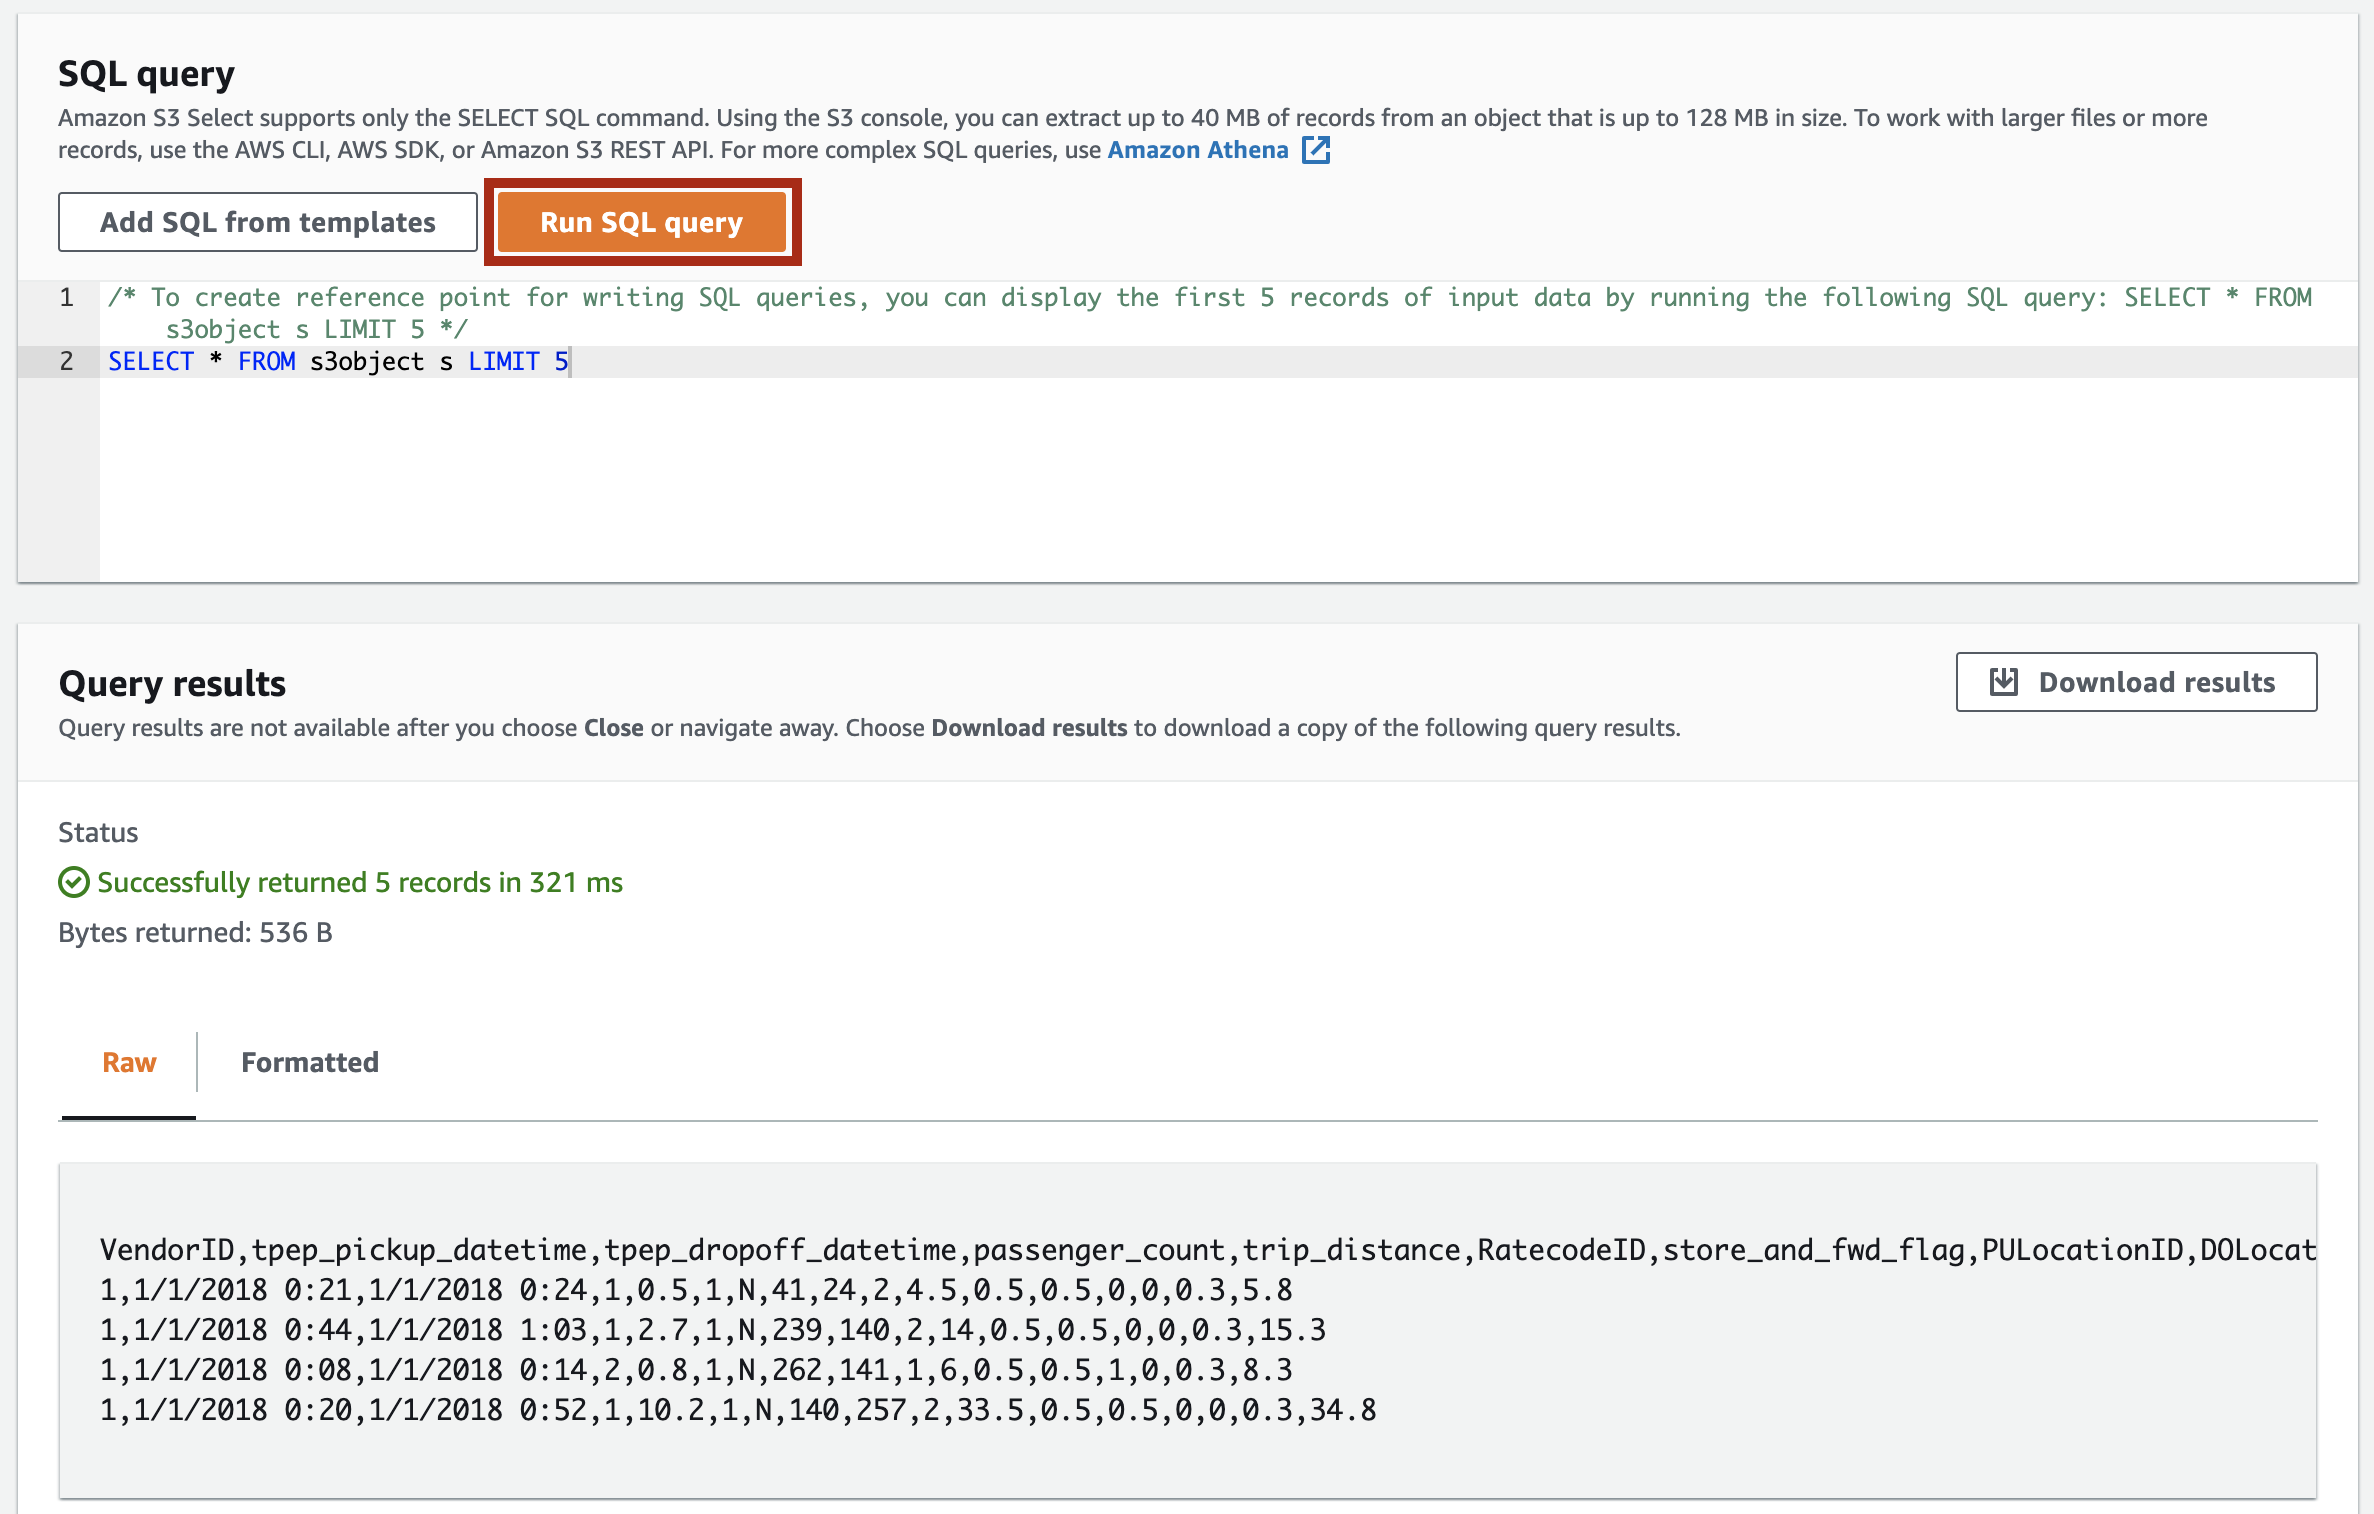 SQL query
Amazon S3 Select supports only the SELECT SQL command. Using the S3 console, you can extract up to 40 MB of records from an object that is up to 128 MB in size. To work with larger files or more
records, use the AWS CLI, AWS SDK, or Amazon S3 REST API. For more complex SQL queries, use Amazon Athena
Add SQL from templates Run SQL query
1 /* To create reference point for writing SQL queries, you can display the first 5 records of input data by running the following SQL query: SELECT * FROM
s3object s LIMIT 5 */
2 SELECT * FROM s3object s LIMIT 5
Query results
Download results
Query results are not available after you choose Close or navigate away. Choose Download results to download a copy of the following query results.
Status
Successfully returned 5 records in 321 ms
Bytes returned: 536 B
Raw Formatted
VendorID,tpep_pickup_datetime,tpep_dropoff_datetime,passenger_count,trip_distance,RatecodeID,store_and_fwd_flag,PULocationID,DOLocat
1,1/1/2018 0:21,1/1/2018 0:24,1,0.5,1,N,41,24,2,4.5,0.5,0.5,0,0,0.3,5.8
1,1/1/2018 0:44,1/1/2018 1:03,1,2.7,1,N,239,140,2,14,0.5,0.5,0,0,0.3,15.3
1,1/1/2018 0:08,1/1/2018 0:14,2,0.8,1,N,262,141,1,6,0.5,0.5,1,0,0.3,8.3
1,1/1/2018 0:20,1/1/2018 0:52,1,10.2,1,N,140,257,2,33.5,0.5,0.5,0,0,0.3,34.8